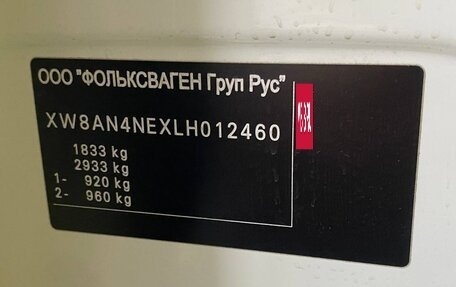 ООО "ФОЛЬКСВАГЕН Груп Рус"
XW8AN4NEXLH012460
1833 kg
2933 kg
1- 920 kg
2- 960 kg